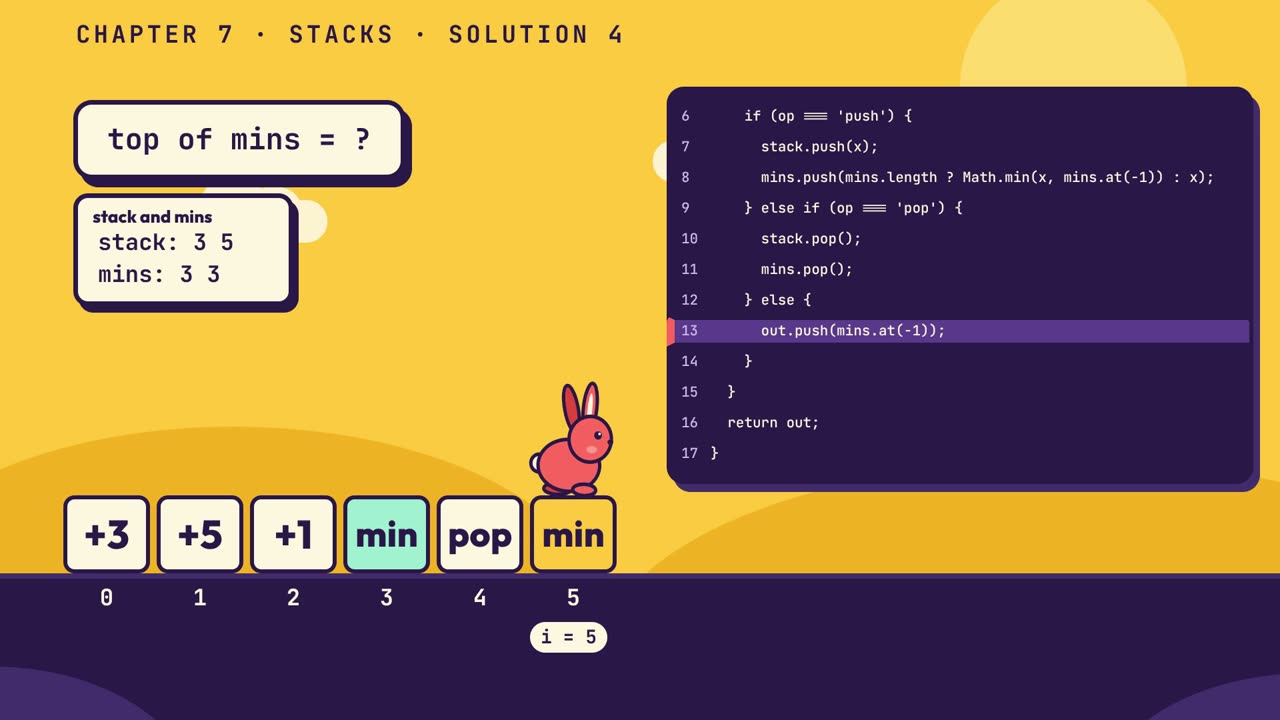 CHAPTER 7 · STACKS · SOLUTION 4
top of mins = ?
stack and mins
stack: 3 5
mins: 3 3
6 if (op === 'push') {
7 stack.push(x);
8 mins.push(mins.length ? Math.min(x, mins.at(-1)) : x);
9 } else if (op === 'pop') {
10 stack.pop();
11 mins.pop();
12 } else {
13 out.push(mins.at(-1));
14 }
15 }
16 return out;
17 }
+3 +5 +1 min pop min
0 1 2 3 4 5
i = 5